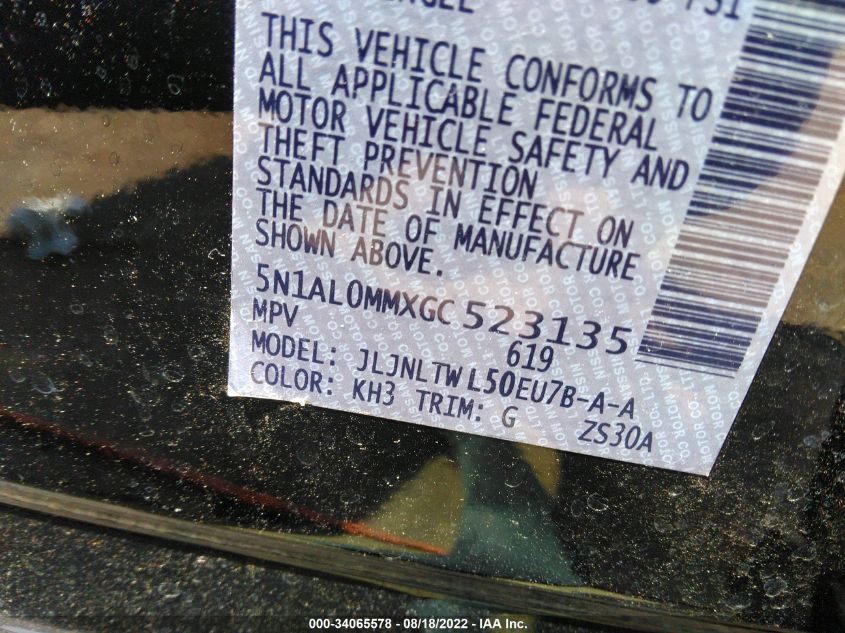 PSI
THIS VEHICLE CONFORMS TO
ALL APPLICABLE FEDERAL
MOTOR VEHICLE SAFETY AND
THEFT PREVENTION
STANDARDS IN EFFECT ON
THE DATE OF MANUFACTURE
SHOWN ABOVE.
5N1AL0MMXGC523135
MPV 619
MODEL: JLJNLTWL50EU7B-A-A
COLOR: KH3 TRIM: G ZS30A
000-34065578 - 08/18/2022 - IAA Inc.